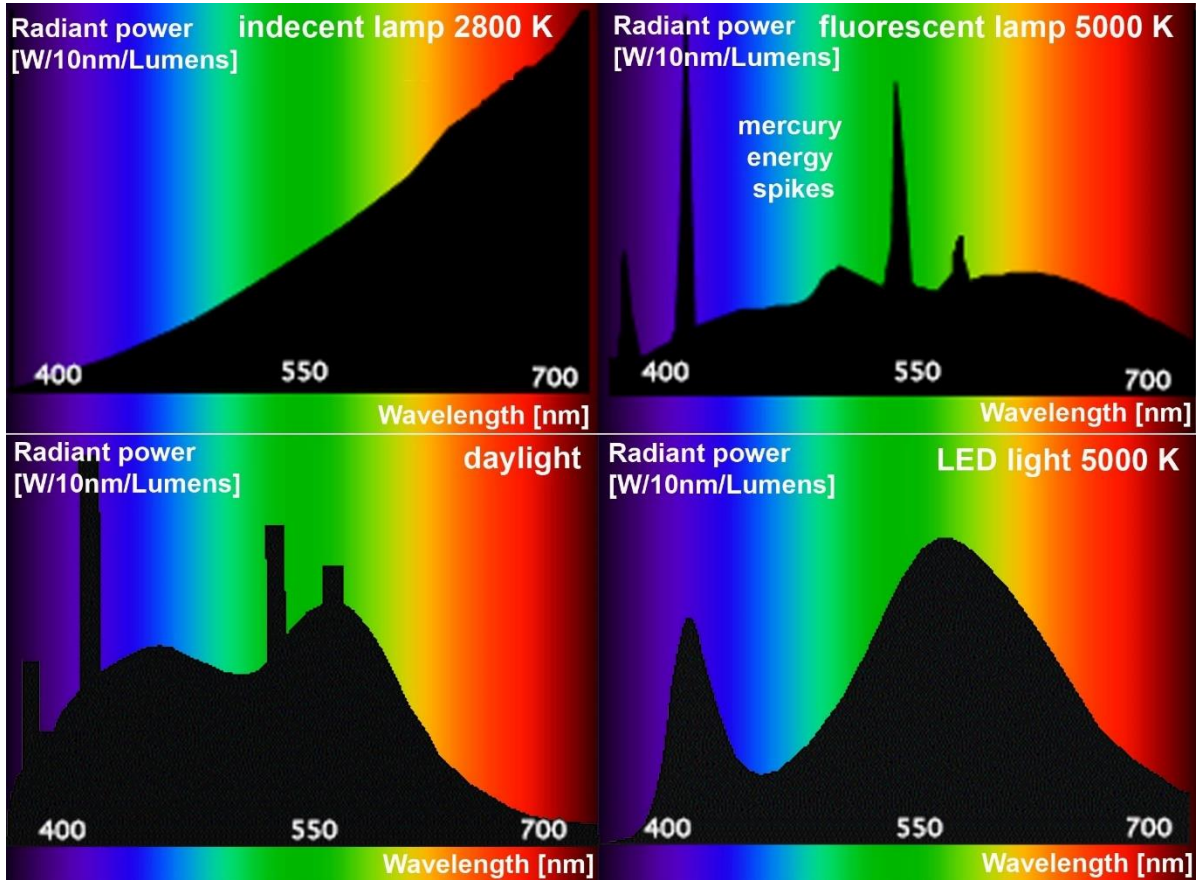 Radiant power
[W/10nm/Lumens]
indecent lamp 2800 K
400 550 700
Wavelength [nm]
Radiant power
[W/10nm/Lumens]
fluorescent lamp 5000 K
mercury
energy
spikes
400 550 700
Wavelength [nm]
Radiant power
[W/10nm/Lumens]
daylight
400 550 700
Wavelength [nm]
Radiant power
[W/10nm/Lumens]
LED light 5000 K
400 550 700
Wavelength [nm]